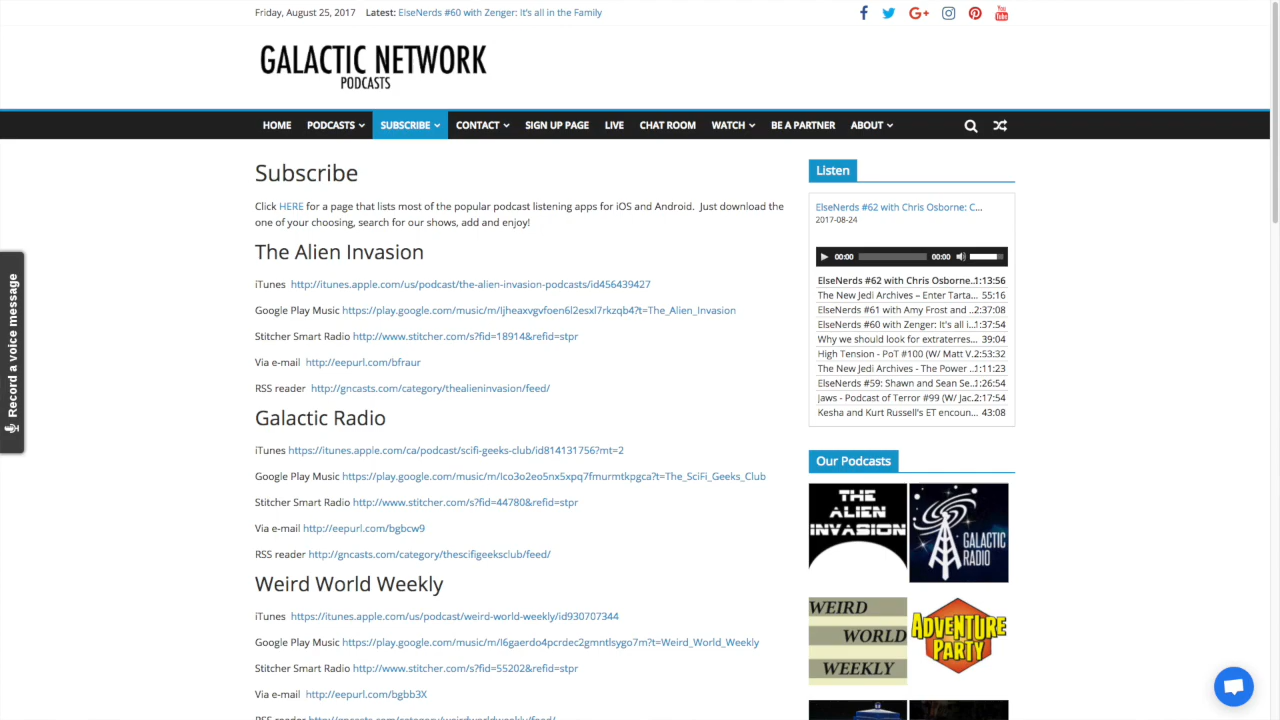 Friday, August 25, 2017 Latest: ElseNerds #60 with Zenger: It's all in the Family
GALACTIC NETWORK
PODCASTS
HOME PODCASTS SUBSCRIBE CONTACT SIGN UP PAGE LIVE CHAT ROOM WATCH BE A PARTNER ABOUT
Subscribe
Click HERE for a page that lists most of the popular podcast listening apps for iOS and Android. Just download the
one of your choosing, search for our shows, add and enjoy!
The Alien Invasion
iTunes http://itunes.apple.com/us/podcast/the-alien-invasion-podcasts/id456439427
Google Play Music https://play.google.com/music/m/Ijheaxvgvfoen6l2esxl7rkzqb4?t=The_Alien_Invasion
Stitcher Smart Radio http://www.stitcher.com/s?fid=18914&refid=stpr
Via e-mail http://eepurl.com/bfraur
RSS reader http://gncasts.com/category/thealieninvasion/feed/
Galactic Radio
iTunes https://itunes.apple.com/ca/podcast/scifi-geeks-club/id814131756?mt=2
Google Play Music https://play.google.com/music/m/Ico3o2eo5nx5xpq7fmurmtkpgca?t=The_SciFi_Geeks_Club
Stitcher Smart Radio http://www.stitcher.com/s?fid=44780&refid=stpr
Via e-mail http://eepurl.com/bgbcw9
RSS reader http://gncasts.com/category/thescifigeeksclub/feed/
Weird World Weekly
iTunes https://itunes.apple.com/us/podcast/weird-world-weekly/id930707344
Google Play Music https://play.google.com/music/m/I6gaerdo4pcrdec2gmntlsygo7m?t=Weird_World_Weekly
Stitcher Smart Radio http://www.stitcher.com/s?fid=55202&refid=stpr
Via e-mail http://eepurl.com/bgbb3X
RSS reader http://gncasts.com/category/weirdworldweekly/feed/
Listen
ElseNerds #62 with Chris Osborne: C...
2017-08-24
00:00 00:00
ElseNerds #62 with Chris Osborne... 1:13:56
The New Jedi Archives – Enter Tarta... 55:16
ElseNerds #61 with Amy Frost and ... 2:37:08
ElseNerds #60 with Zenger: It's all i... 1:37:54
Why we should look for extraterres... 39:04
High Tension - PoT #100 (W/ Matt V... 2:53:32
The New Jedi Archives - The Power ... 1:11:23
ElseNerds #59: Shawn and Sean Se... 1:26:54
Jaws - Podcast of Terror #99 (W/ Jac... 2:17:54
Kesha and Kurt Russell's ET encoun... 43:08
Our Podcasts
THE
ALIEN
INVASION
GALACTIC
RADIO
WEIRD
WORLD
WEEKLY
ADVENTURE
PARTY
Record a voice message
You
Tube